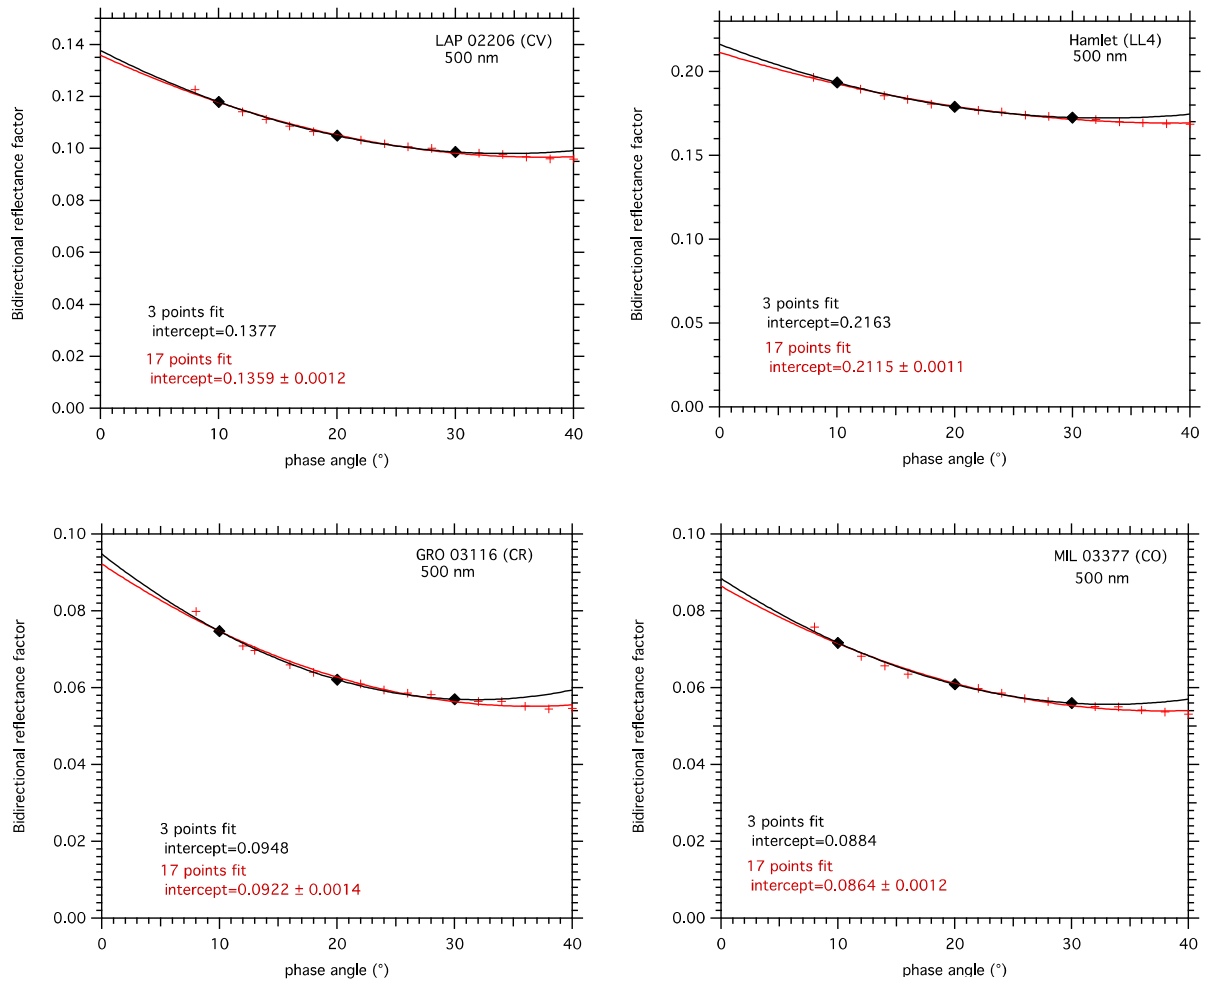 LAP 02206 (CV)
500 nm
0.14
0.12
0.10
0.08
0.06
0.04
0.02
0.00
Bidirectional reflectance factor
3 points fit
intercept=0.1377
17 points fit
intercept=0.1359 ± 0.0012
0 10 20 30 40
phase angle (°)
Hamlet (LL4)
500 nm
0.20
0.15
0.10
0.05
0.00
Bidirectional reflectance factor
3 points fit
intercept=0.2163
17 points fit
intercept=0.2115 ± 0.0011
0 10 20 30 40
phase angle (°)
GRO 03116 (CR)
500 nm
0.10
0.08
0.06
0.04
0.02
0.00
Bidirectional reflectance factor
3 points fit
intercept=0.0948
17 points fit
intercept=0.0922 ± 0.0014
0 10 20 30 40
phase angle (°)
MIL 03377 (CO)
500 nm
0.10
0.08
0.06
0.04
0.02
0.00
Bidirectional reflectance factor
3 points fit
intercept=0.0884
17 points fit
intercept=0.0864 ± 0.0012
0 10 20 30 40
phase angle (°)